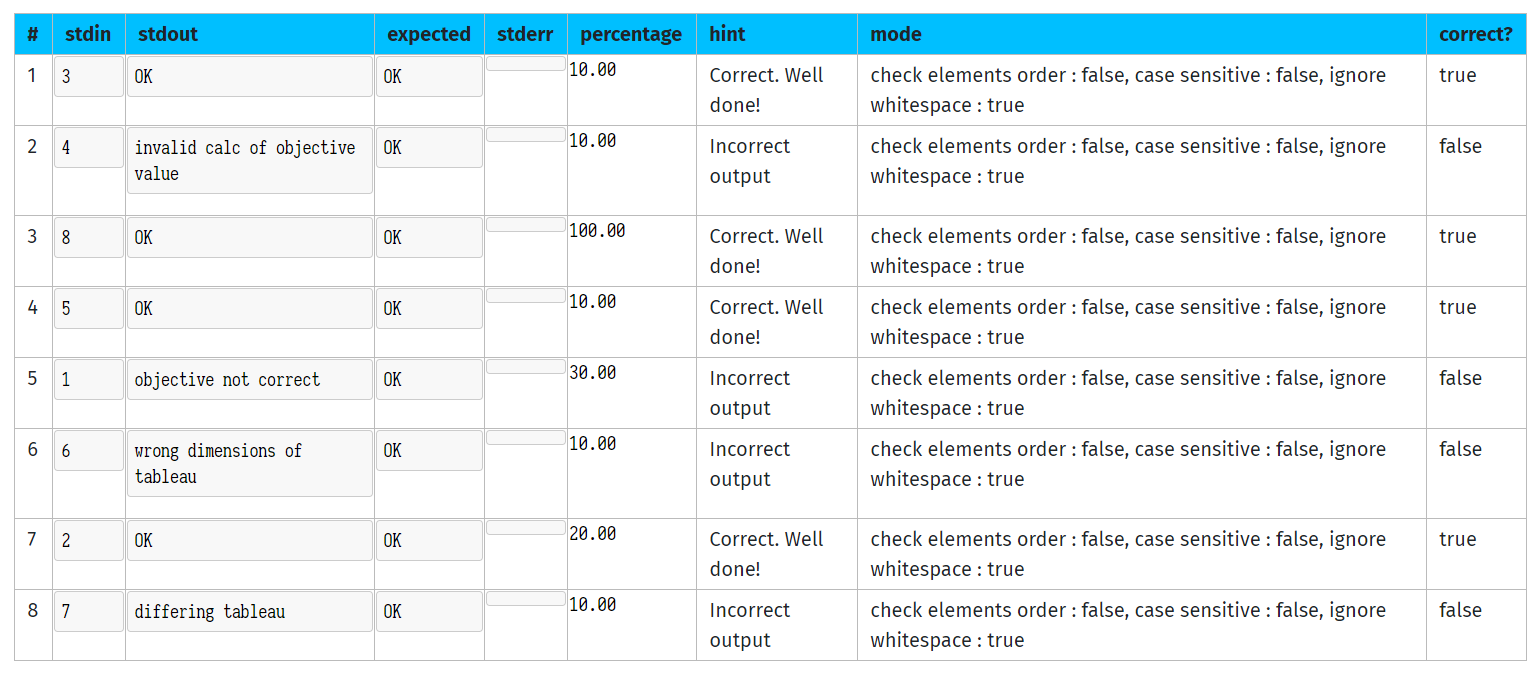 # stdin stdout expected stderr percentage hint mode correct?
1 3 OK OK 10.00 Correct. Well check elements order : false, case sensitive : false, ignore true
done! whitespace : true
2 4 invalid calc of objective OK 10.00 Incorrect check elements order : false, case sensitive : false, ignore false
value output whitespace : true
3 8 OK OK 100.00 Correct. Well check elements order : false, case sensitive : false, ignore true
done! whitespace : true
4 5 OK OK 10.00 Correct. Well check elements order : false, case sensitive : false, ignore true
done! whitespace : true
5 1 objective not correct OK 30.00 Incorrect check elements order : false, case sensitive : false, ignore false
output whitespace : true
6 6 wrong dimensions of OK 10.00 Incorrect check elements order : false, case sensitive : false, ignore false
tableau output whitespace : true
7 2 OK OK 20.00 Correct. Well check elements order : false, case sensitive : false, ignore true
done! whitespace : true
8 7 differing tableau OK 10.00 Incorrect check elements order : false, case sensitive : false, ignore false
output whitespace : true